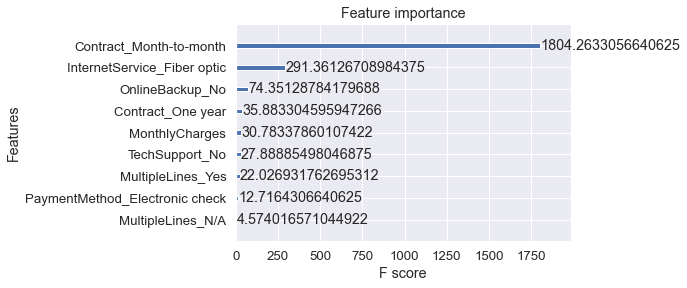 Feature importance
Contract_Month-to-month 1804.2633056640625
InternetService_Fiber optic 291.36126708984375
OnlineBackup_No 74.35128784179688
Contract_One year 35.883304595947266
MonthlyCharges 30.78337860107422
TechSupport_No 27.88885498046875
MultipleLines_Yes 22.026931762695312
PaymentMethod_Electronic check 12.7164306640625
MultipleLines_N/A 4.574016571044922
Features
0 250 500 750 1000 1250 1500 1750
F score